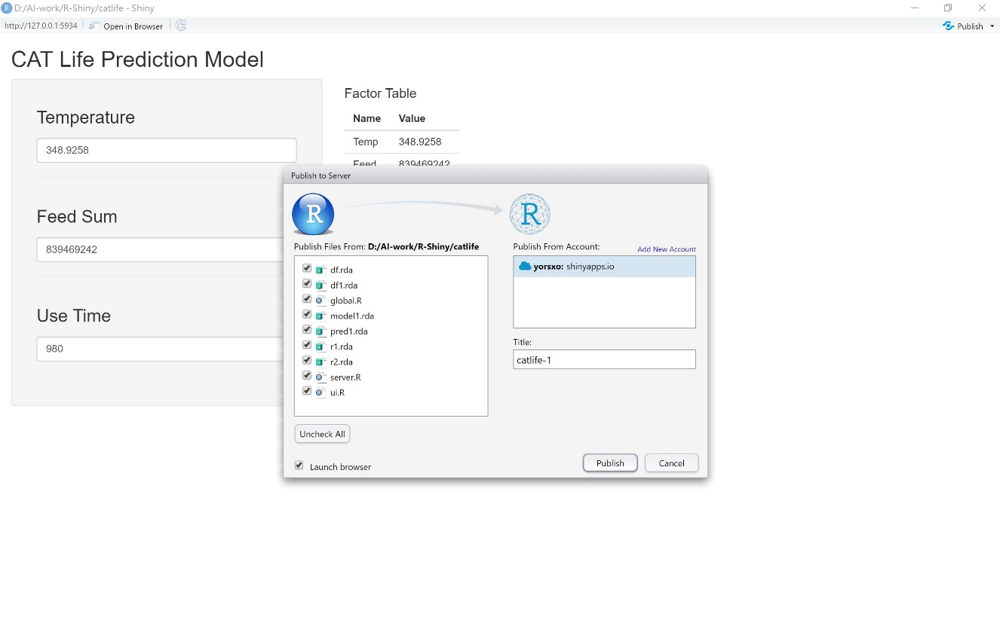 D:/AI-work/R-Shiny/catlife - Shiny
http://127.0.0.1:5934 Open in Browser Publish
CAT Life Prediction Model
Temperature
348.9258
Feed Sum
839469242
Use Time
980
Factor Table
Name Value
Temp 348.9258
Feed 839469242
Publish to Server
Publish Files From: D:/AI-work/R-Shiny/catlife
df.rda
df1.rda
global.R
model1.rda
pred1.rda
r1.rda
r2.rda
server.R
ui.R
Uncheck All
Launch browser
Publish From Account: Add New Account
yorsxo: shinyapps.io
Title:
catlife-1
Publish Cancel